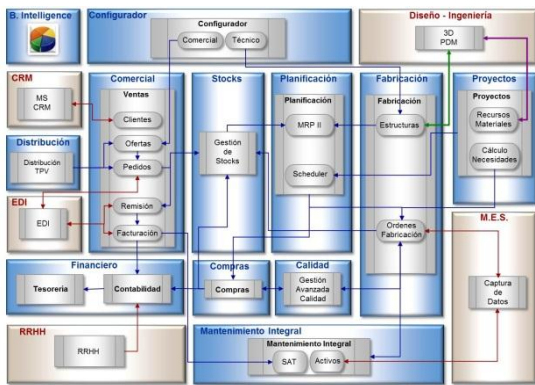 B. Intelligence
Configurador
Configurador
Comercial
Técnico
Diseño - Ingeniería
3D
PDM
CRM
MS
CRM
Comercial
Ventas
Clientes
Ofertas
Pedidos
Remisión
Facturación
Stocks
Gestión
de
Stocks
Planificación
Planificación
MRP II
Scheduler
Fabricación
Fabricación
Estructuras
Ordenes
Fabricación
Proyectos
Proyectos
Recursos
Materiales
Cálculo
Necesidades
Distribución
Distribución
TPV
EDI
EDI
M.E.S.
Captura
de
Datos
Financiero
Tesorería
Contabilidad
Compras
Compras
Calidad
Gestión
Avanzada
Calidad
RRHH
RRHH
Mantenimiento Integral
Mantenimiento Integral
SAT
Activos